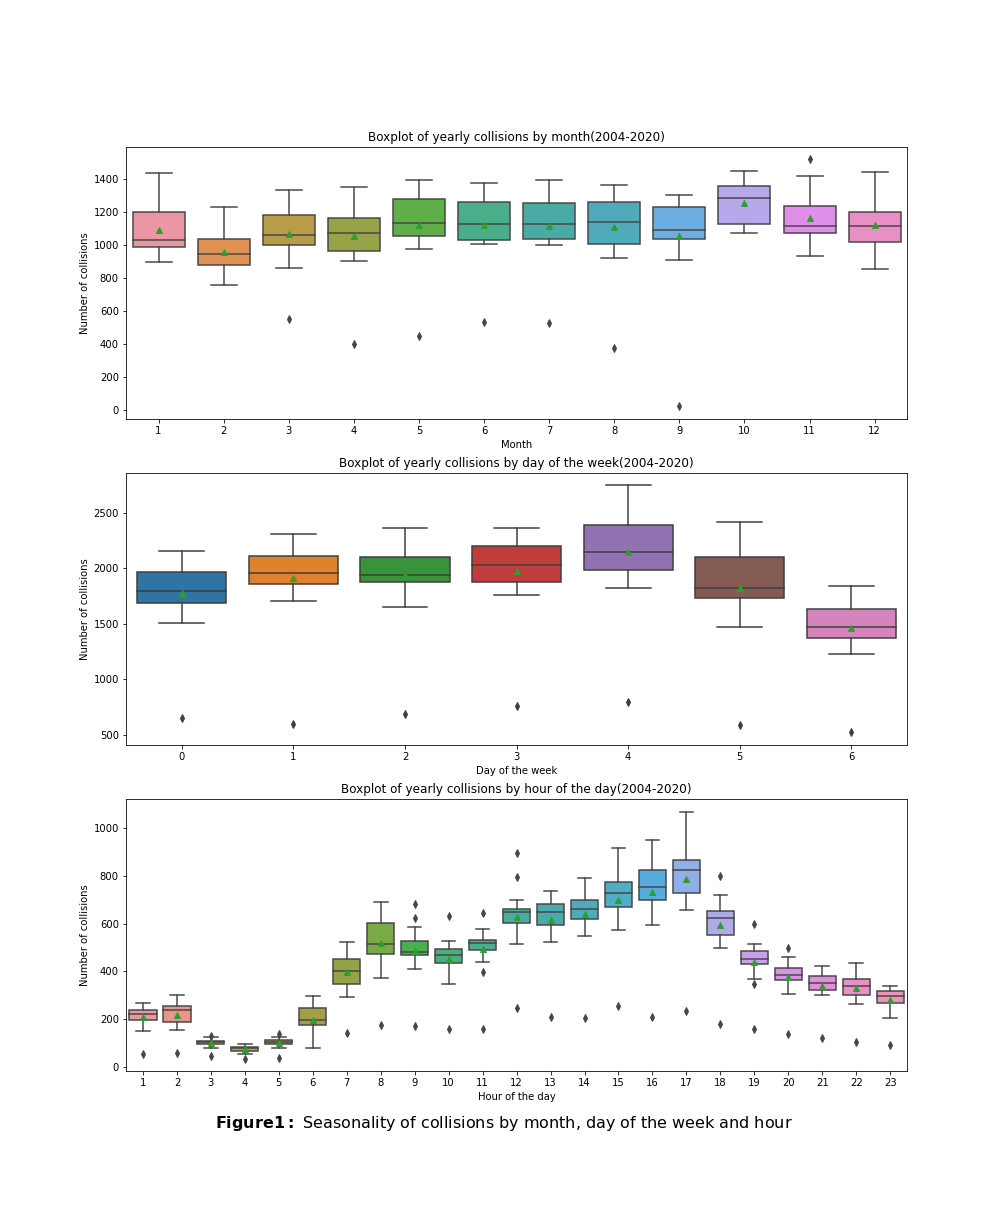 Boxplot of yearly collisions by month(2004-2020)
1400
1200
1000
800
600
400
200
0
Number of collisions
1 2 3 4 5 6 7 8 9 10 11 12
Month
Boxplot of yearly collisions by day of the week(2004-2020)
2500
2000
1500
1000
500
Number of collisions
0 1 2 3 4 5 6
Day of the week
Boxplot of yearly collisions by hour of the day(2004-2020)
1000
800
600
400
200
0
Number of collisions
1 2 3 4 5 6 7 8 9 10 11 12 13 14 15 16 17 18 19 20 21 22 23
Hour of the day
Figure1: Seasonality of collisions by month, day of the week and hour